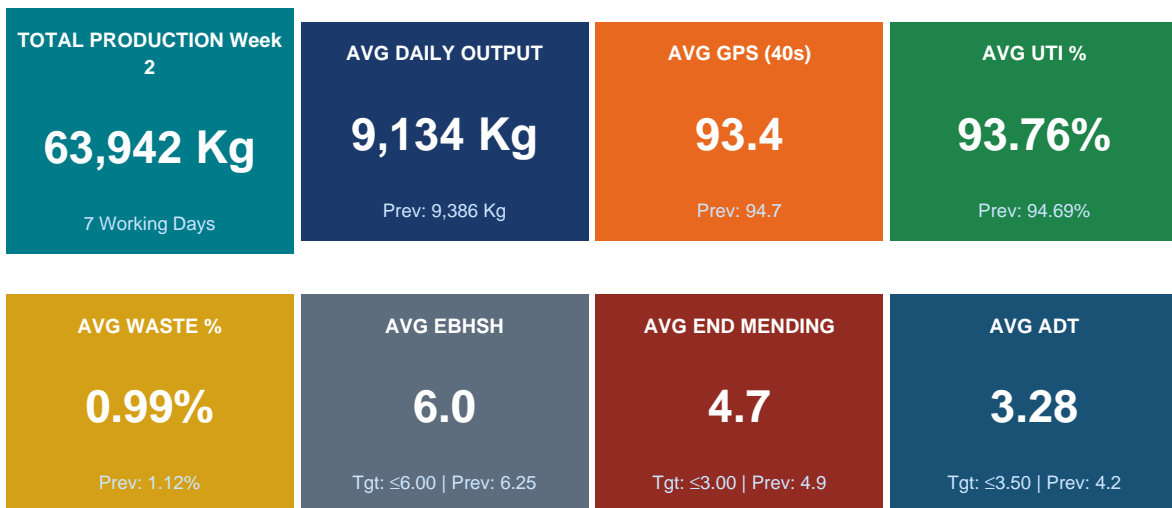 TOTAL PRODUCTION Week
2
63,942 Kg
7 Working Days
AVG DAILY OUTPUT
9,134 Kg
Prev: 9,386 Kg
AVG GPS (40s)
93.4
Prev: 94.7
AVG UTI %
93.76%
Prev: 94.69%
AVG WASTE %
0.99%
Prev: 1.12%
AVG EBHSH
6.0
Tgt: ≤6.00 | Prev: 6.25
AVG END MENDING
4.7
Tgt: ≤3.00 | Prev: 4.9
AVG ADT
3.28
Tgt: ≤3.50 | Prev: 4.2